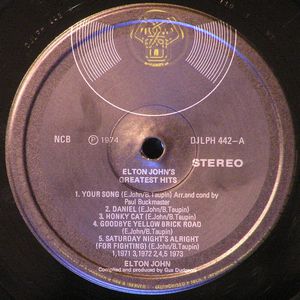 NCB
℗ 1974
DJLPH 442-A
STEREO
ELTON JOHN'S
GREATEST HITS
1. YOUR SONG (E.John/B.Taupin) Arr.and cond by
Paul Buckmaster
2. DANIEL (E.John/B.Taupin)
3. HONKY CAT (E.John/B.Taupin)
4. GOODBYE YELLOW BRICK
ROAD (E.John/B.Taupin)
5. SATURDAY NIGHT'S ALRIGHT
(FOR FIGHTING) (E.John/B.Taupin)
1,1971 3,1972 2,4,5 1973
ELTON JOHN
Compiled and produced by Gus Dudgeon